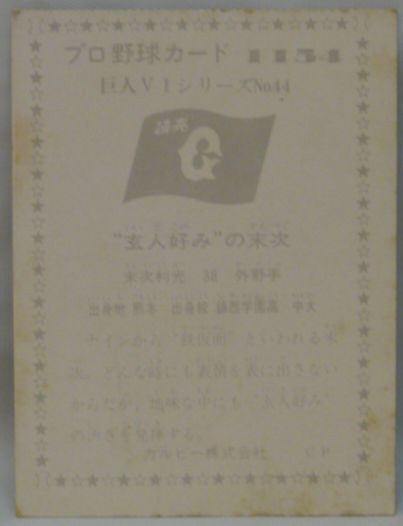 プロ野球カード
巨人V1シリーズNo.44
優勝
G
"玄人好み"の末次
末次利光 38 外野手
出身地 熊本 出身校 鎮西学園高 中大
ナインから"鉄仮面"といわれる末
次。どんな時にも表情を表に出さない
からだが、地味な中にも"玄人好み"
の渋さを発揮する。
カルビー株式会社 CP